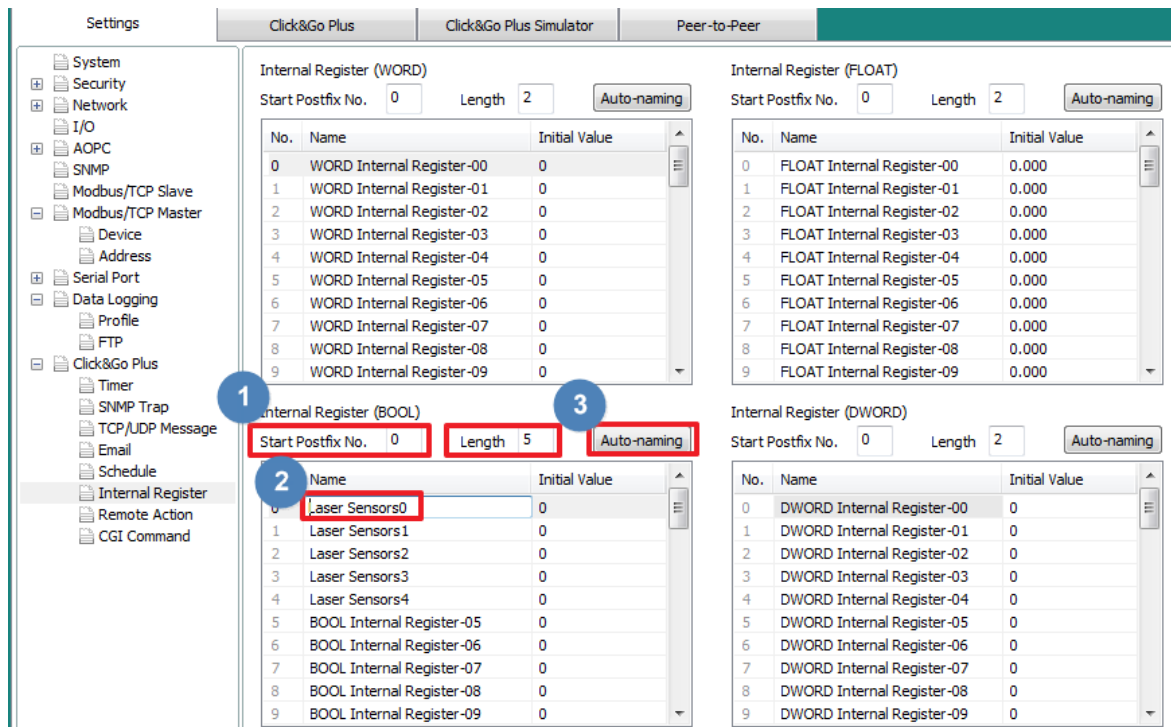 Settings
Click&Go Plus
Click&Go Plus Simulator
Peer-to-Peer
System
Security
Network
I/O
AOPC
SNMP
Modbus/TCP Slave
Modbus/TCP Master
Device
Address
Serial Port
Data Logging
Profile
FTP
Click&Go Plus
Timer
SNMP Trap
TCP/UDP Message
Email
Schedule
Internal Register
Remote Action
CGI Command
Internal Register (WORD)
Start Postfix No. 0 Length 2 Auto-naming
No. Name Initial Value
0 WORD Internal Register-00 0
1 WORD Internal Register-01 0
2 WORD Internal Register-02 0
3 WORD Internal Register-03 0
4 WORD Internal Register-04 0
5 WORD Internal Register-05 0
6 WORD Internal Register-06 0
7 WORD Internal Register-07 0
8 WORD Internal Register-08 0
9 WORD Internal Register-09 0
Internal Register (FLOAT)
Start Postfix No. 0 Length 2 Auto-naming
No. Name Initial Value
0 FLOAT Internal Register-00 0.000
1 FLOAT Internal Register-01 0.000
2 FLOAT Internal Register-02 0.000
3 FLOAT Internal Register-03 0.000
4 FLOAT Internal Register-04 0.000
5 FLOAT Internal Register-05 0.000
6 FLOAT Internal Register-06 0.000
7 FLOAT Internal Register-07 0.000
8 FLOAT Internal Register-08 0.000
9 FLOAT Internal Register-09 0.000
1
3
Internal Register (BOOL)
Start Postfix No. 0 Length 5 Auto-naming
2
Name Initial Value
0 Laser Sensors0 0
1 Laser Sensors1 0
2 Laser Sensors2 0
3 Laser Sensors3 0
4 Laser Sensors4 0
5 BOOL Internal Register-05 0
6 BOOL Internal Register-06 0
7 BOOL Internal Register-07 0
8 BOOL Internal Register-08 0
9 BOOL Internal Register-09 0
Internal Register (DWORD)
Start Postfix No. 0 Length 2 Auto-naming
No. Name Initial Value
0 DWORD Internal Register-00 0
1 DWORD Internal Register-01 0
2 DWORD Internal Register-02 0
3 DWORD Internal Register-03 0
4 DWORD Internal Register-04 0
5 DWORD Internal Register-05 0
6 DWORD Internal Register-06 0
7 DWORD Internal Register-07 0
8 DWORD Internal Register-08 0
9 DWORD Internal Register-09 0